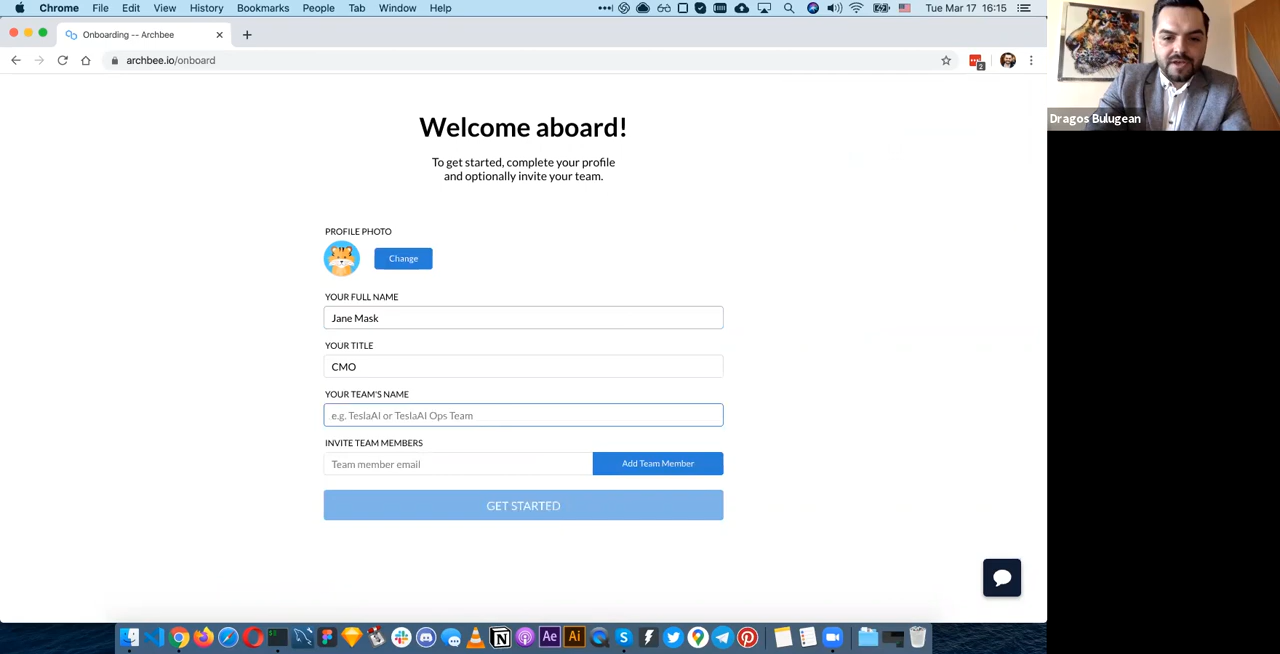 Chrome File Edit View History Bookmarks People Tab Window Help
Tue Mar 17 16:15
Onboarding -- Archbee
archbee.io/onboard
2
Dragos Bulugean
Welcome aboard!
To get started, complete your profile
and optionally invite your team.
PROFILE PHOTO
Change
YOUR FULL NAME
Jane Mask
YOUR TITLE
CMO
YOUR TEAM'S NAME
e.g. TeslaAI or TeslaAI Ops Team
INVITE TEAM MEMBERS
Team member email
Add Team Member
GET STARTED
Ae Ai